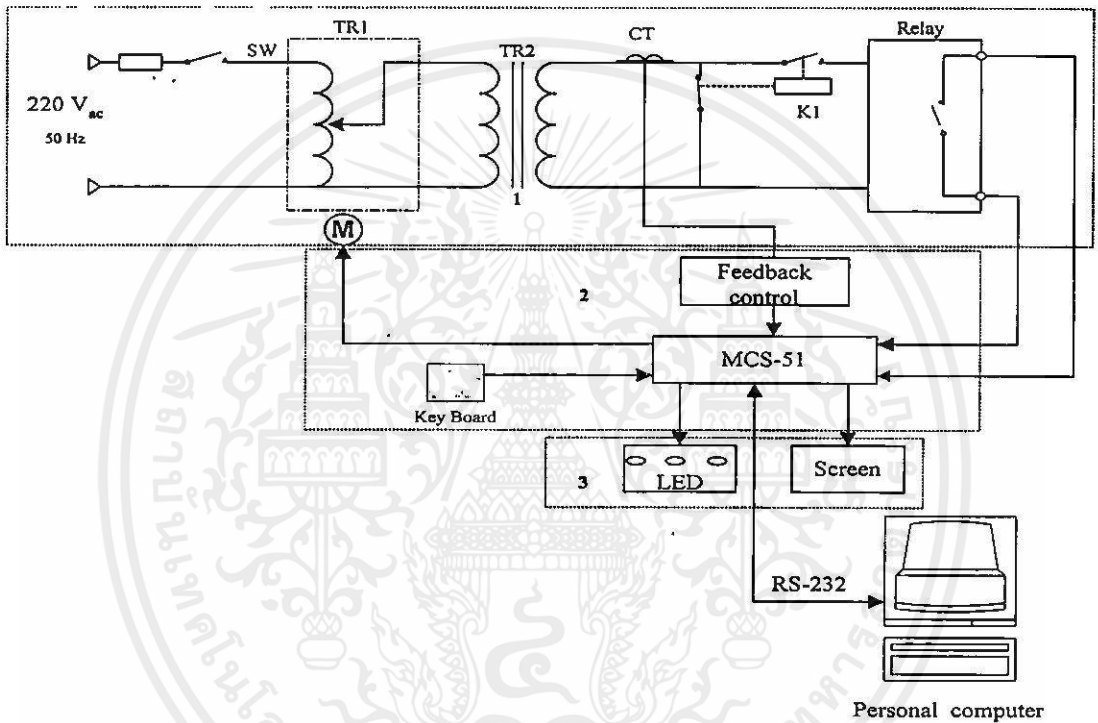 TR1
TR2
CT
Relay
SW
220 Vac
50 Hz
K1
1
M
2
Feedback
control
MCS-51
Key Board
3
LED
Screen
RS-232
Personal computer